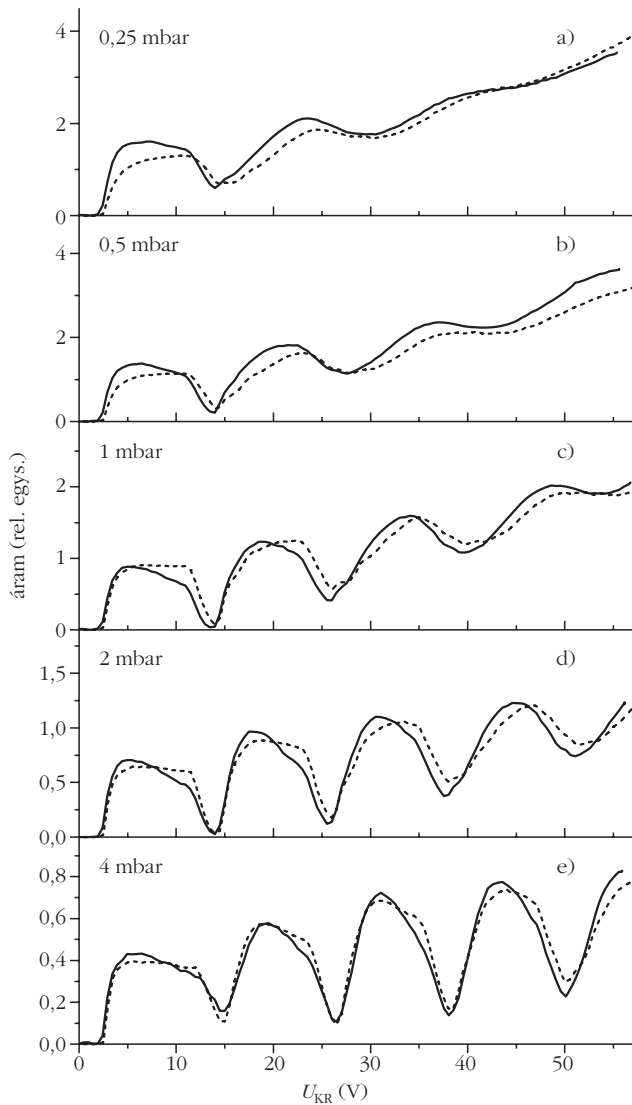 0,25 mbar a)
4
2
0
0,5 mbar b)
4
2
0
1 mbar c)
2
1
0
2 mbar d)
1,5
1,0
0,5
0,0
4 mbar e)
0,8
0,6
0,4
0,2
0,0
0 10 20 30 40 50
U_KR (V)
áram (rel. egys.)